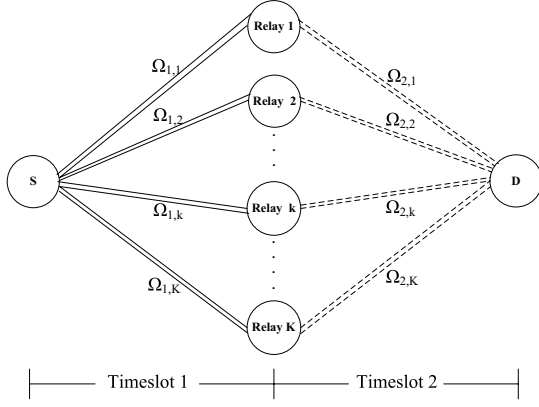 Relay 1
Ω1,1
Ω2,1
Relay 2
Ω1,2
Ω2,2
S
D
Ω1,k
Relay k
Ω2,k
Ω1,K
Ω2,K
Relay K
Timeslot 1
Timeslot 2